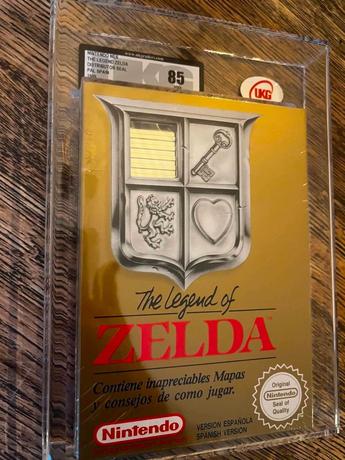 NINTENDO NES
THE LEGEND ZELDA
DISTRIBUTOR SEAL
PAL SPAIN
85
UKG
The Legend of
ZELDA
Contiene inapreciables Mapas
y consejos de como jugar.
Nintendo
VERSION ESPAÑOLA
SPANISH VERSION
Original
Nintendo
Seal of
Quality